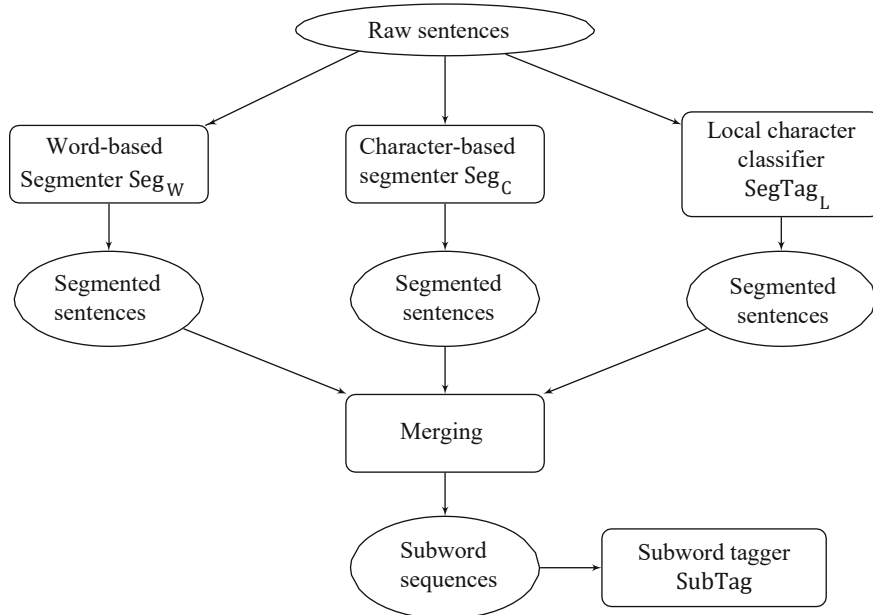 Raw sentences
Word-based
Segmenter Seg_W
Character-based
segmenter Seg_C
Local character
classifier
SegTag_L
Segmented
sentences
Segmented
sentences
Segmented
sentences
Merging
Subword
sequences
Subword tagger
SubTag